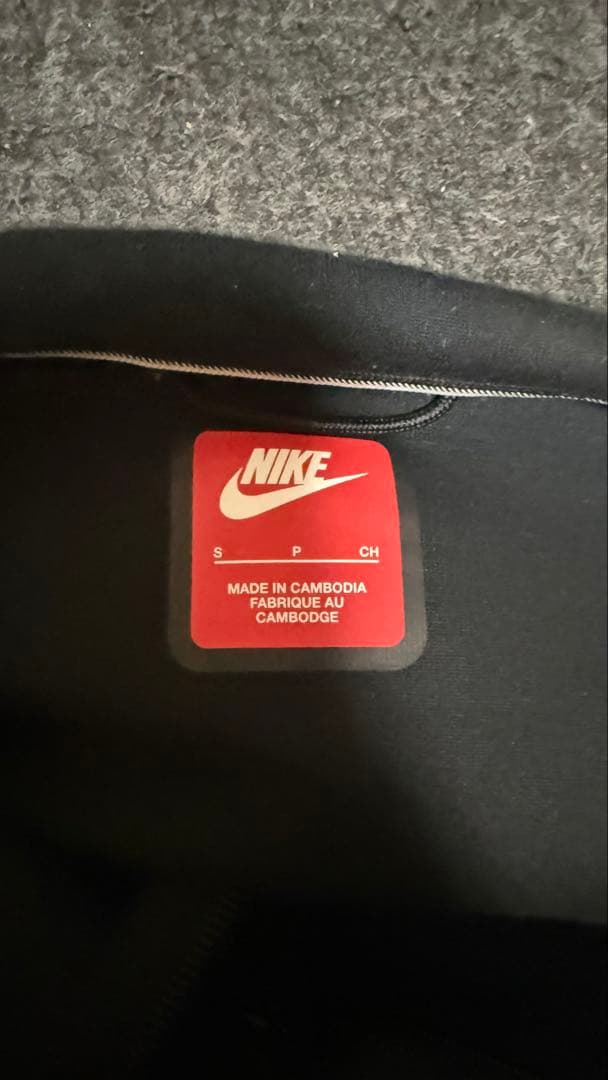 NIKE
S P CH
MADE IN CAMBODIA
FABRIQUE AU
CAMBODGE